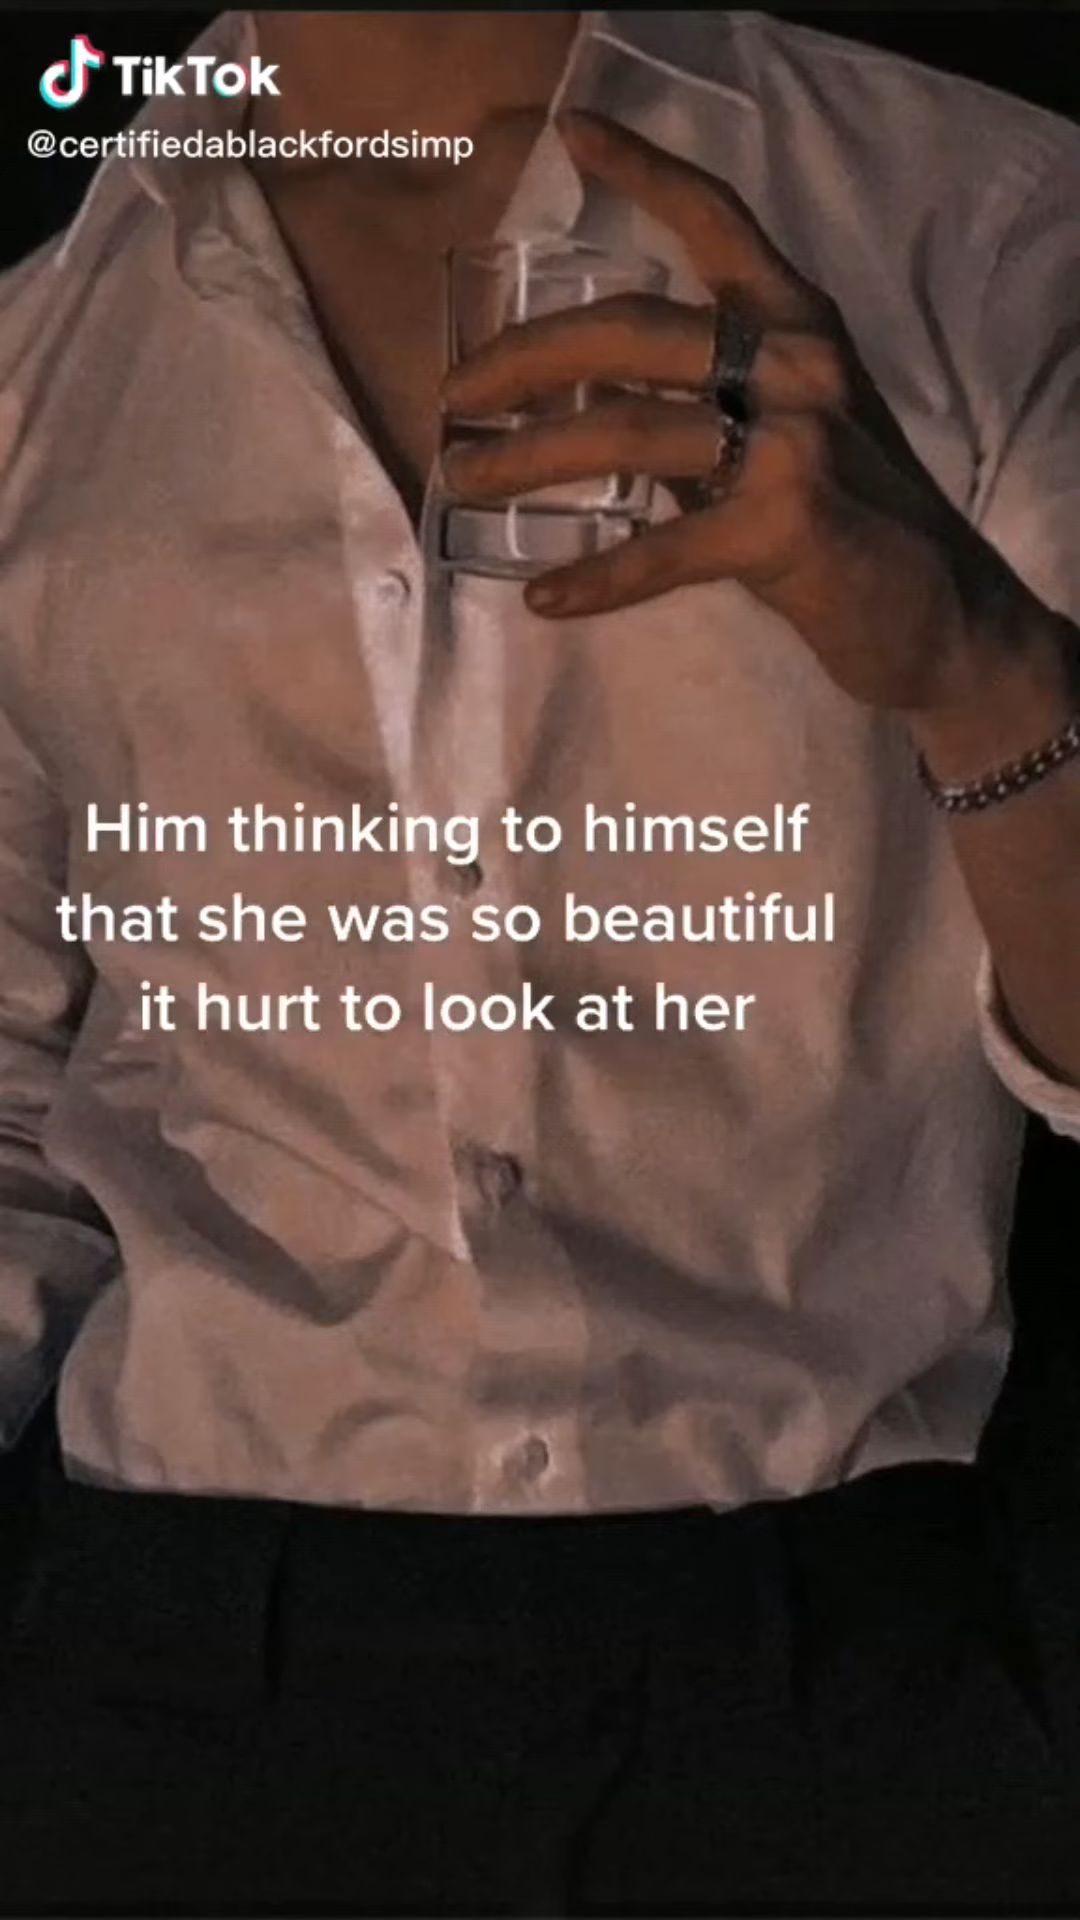 TikTok
@certifiedablackfordsimp
Him thinking to himself
that she was so beautiful
it hurt to look at her